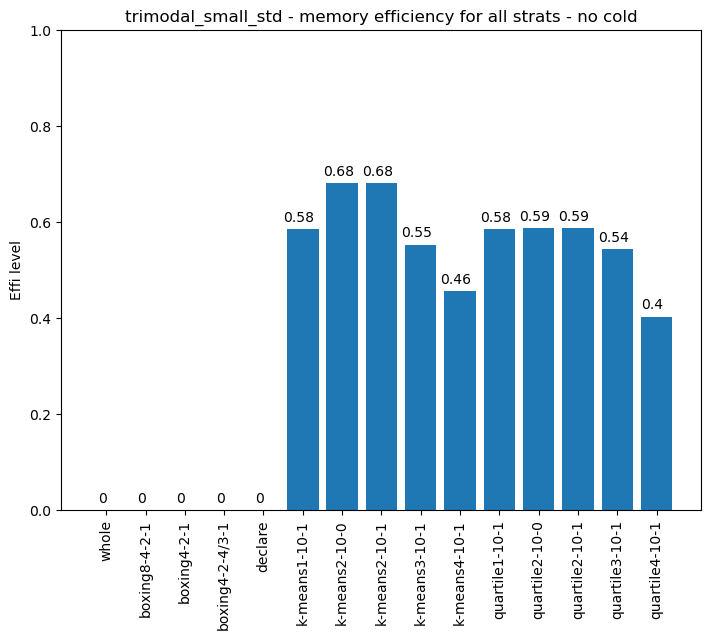 trimodal_small_std - memory efficiency for all strats - no cold
1.0
0.8
0.6
0.4
0.2
0.0
Effi level
0
0
0
0
0
0.58
0.68
0.68
0.55
0.46
0.58
0.59
0.59
0.54
0.4
whole
boxing8-4-2-1
boxing4-2-1
boxing4-2-4/3-1
declare
k-means1-10-1
k-means2-10-0
k-means2-10-1
k-means3-10-1
k-means4-10-1
quartile1-10-1
quartile2-10-0
quartile2-10-1
quartile3-10-1
quartile4-10-1